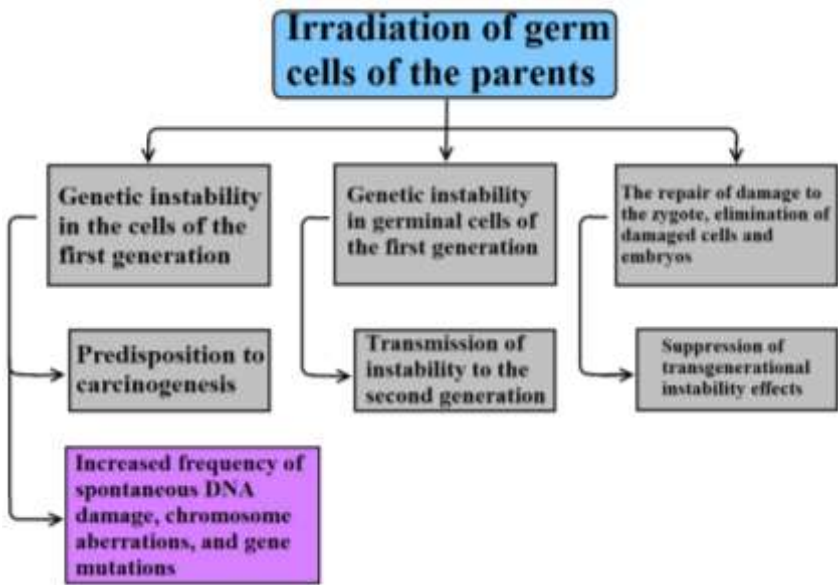 Irradiation of germ
cells of the parents
Genetic instability
in the cells of the
first generation
Genetic instability
in germinal cells of
the first generation
The repair of damage to
the zygote, elimination of
damaged cells and
embryos
Predisposition to
carcinogenesis
Transmission of
instability to the
second generation
Suppression of
transgenerational
instability effects
Increased frequency of
spontaneous DNA
damage, chromosome
aberrations, and gene
mutations